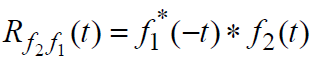 R_{f_2 f_1}(t) = f_1^*(-t) * f_2(t)